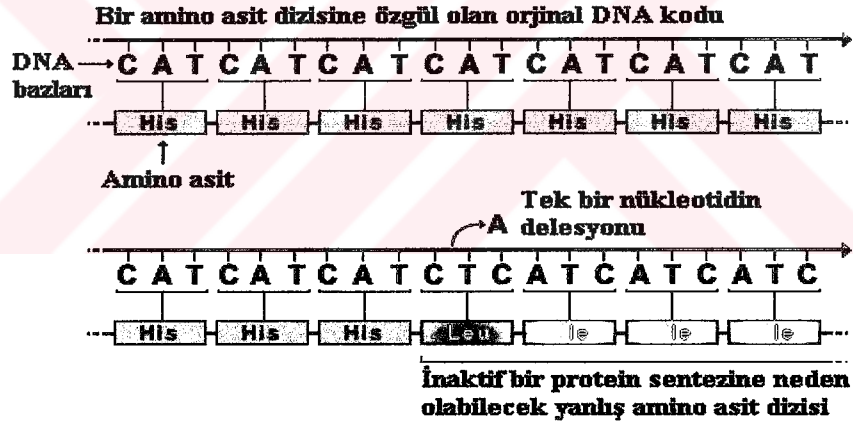 Bir amino asit dizisine özgül olan orjinal DNA kodu
DNA bazları
C A T C A T C A T C A T C A T C A T C A T
His His His His His His His
Amino asit
Tek bir nükleotidin
A delesyonu
C A T C A T C A T C T C A T C A T C A T C
His His His Leu Ile Ile Ile
İnaktif bir protein sentezine neden
olabilecek yanlış amino asit dizisi